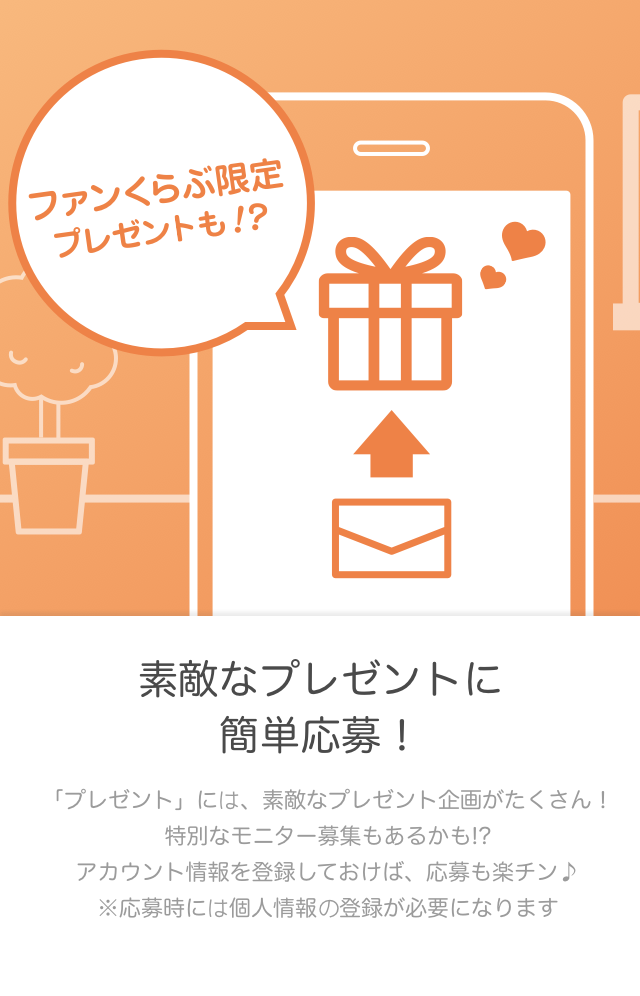 ファンくらぶ限定
プレゼントも!?
素敵なプレゼントに
簡単応募！
「プレゼント」には、素敵なプレゼント企画がたくさん！
特別なモニター募集もあるかも!?
アカウント情報を登録しておけば、応募も楽チン♪
※応募時には個人情報の登録が必要になります